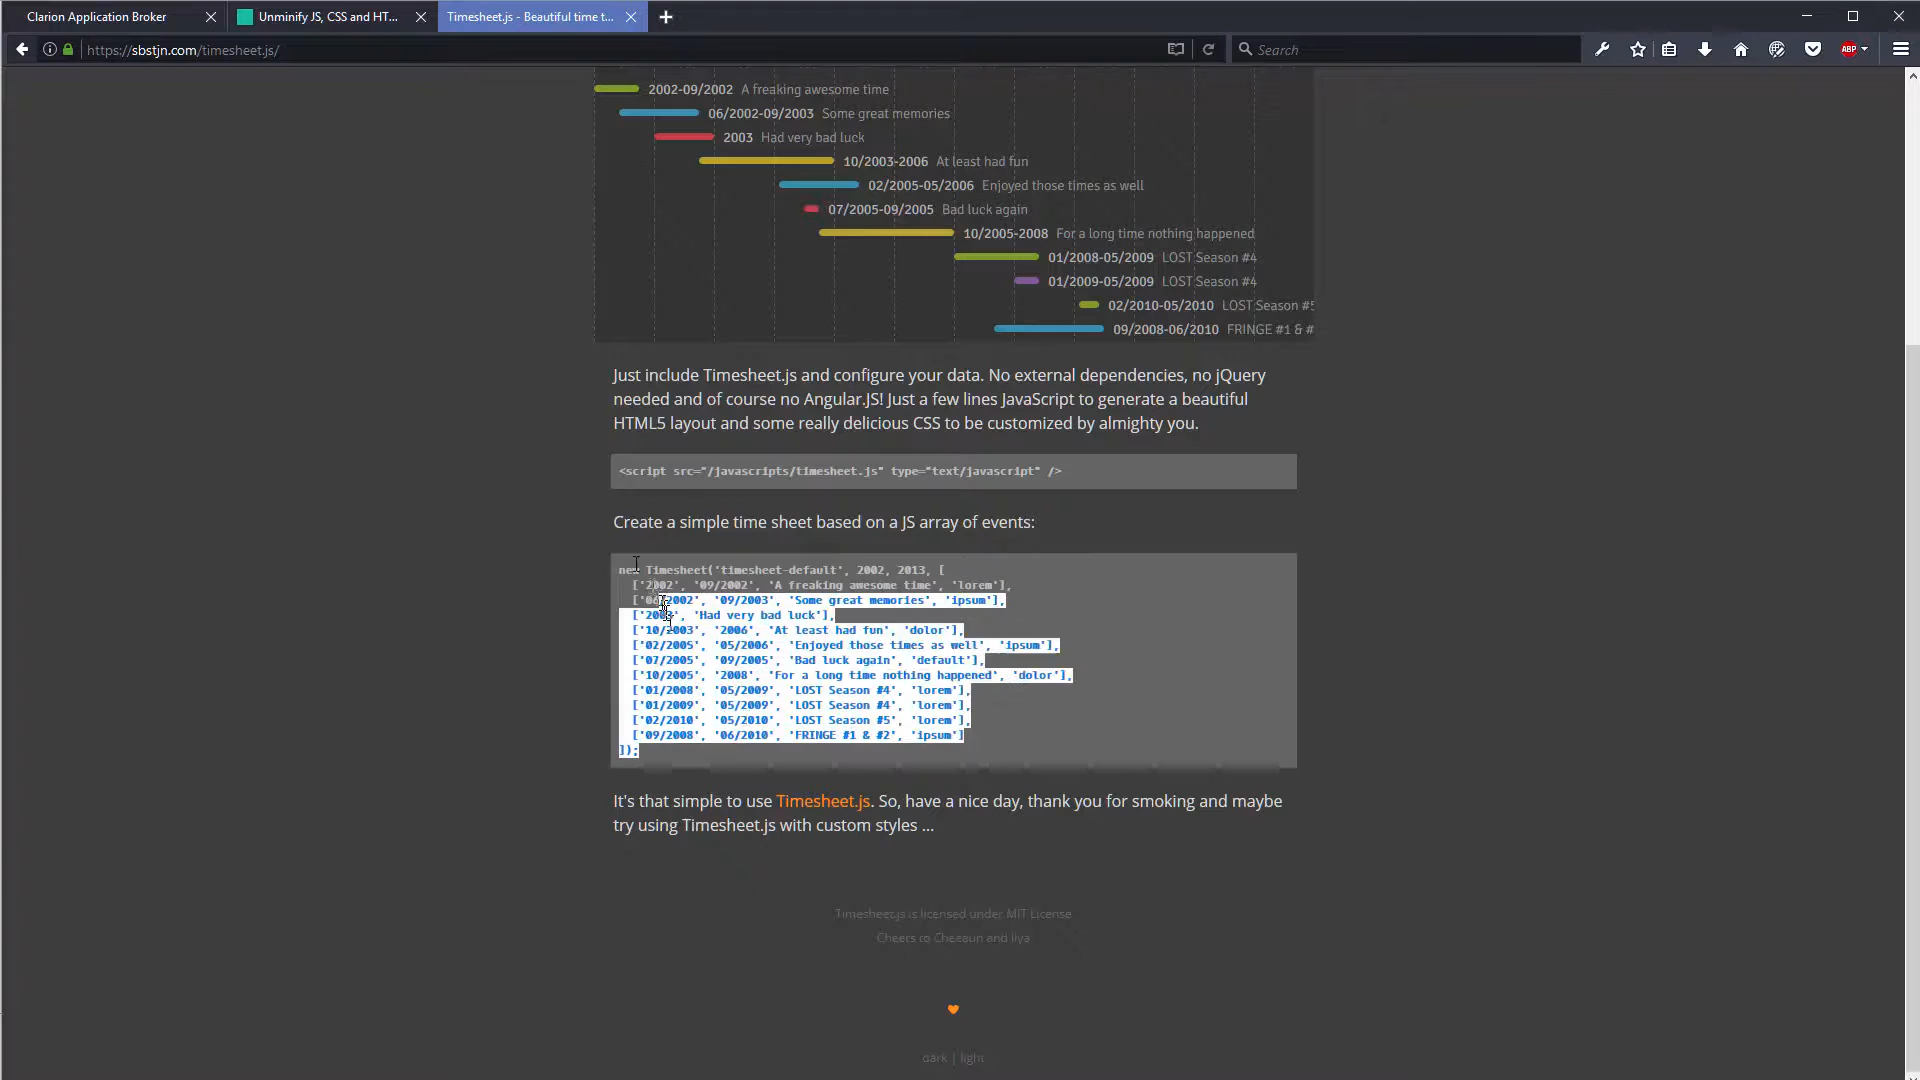 Clarion Application Broker
Unminify JS, CSS and HT...
Timesheet.js - Beautiful time t...
https://sbstjn.com/timesheet.js/
Search
ABP
2002-09/2002 A freaking awesome time
06/2002-09/2003 Some great memories
2003 Had very bad luck
10/2003-2006 At least had fun
02/2005-05/2006 Enjoyed those times as well
07/2005-09/2005 Bad luck again
10/2005-2008 For a long time nothing happened
01/2008-05/2009 LOST Season #4
01/2009-05/2009 LOST Season #4
02/2010-05/2010 LOST Season #5
09/2008-06/2010 FRINGE #1 & #
Just include Timesheet.js and configure your data. No external dependencies, no jQuery
needed and of course no Angular.JS! Just a few lines JavaScript to generate a beautiful
HTML5 layout and some really delicious CSS to be customized by almighty you.
<script src="/javascripts/timesheet.js" type="text/javascript" />
Create a simple time sheet based on a JS array of events:
new Timesheet('timesheet-default', 2002, 2013, [
['2002', '09/2002', 'A freaking awesome time', 'lorem'],
['06/2002', '09/2003', 'Some great memories', 'ipsum'],
['2003', 'Had very bad luck'],
['10/2003', '2006', 'At least had fun', 'dolor'],
['02/2005', '05/2006', 'Enjoyed those times as well', 'ipsum'],
['07/2005', '09/2005', 'Bad luck again', 'default'],
['10/2005', '2008', 'For a long time nothing happened', 'dolor'],
['01/2008', '05/2009', 'LOST Season #4', 'lorem'],
['01/2009', '05/2009', 'LOST Season #4', 'lorem'],
['02/2010', '05/2010', 'LOST Season #5', 'lorem'],
['09/2008', '06/2010', 'FRINGE #1 & #2', 'ipsum']
]);
It's that simple to use Timesheet.js. So, have a nice day, thank you for smoking and maybe
try using Timesheet.js with custom styles ...
Timesheet.js is licensed under MIT License
Cheers to Cheeaun and Ilya
dark | light